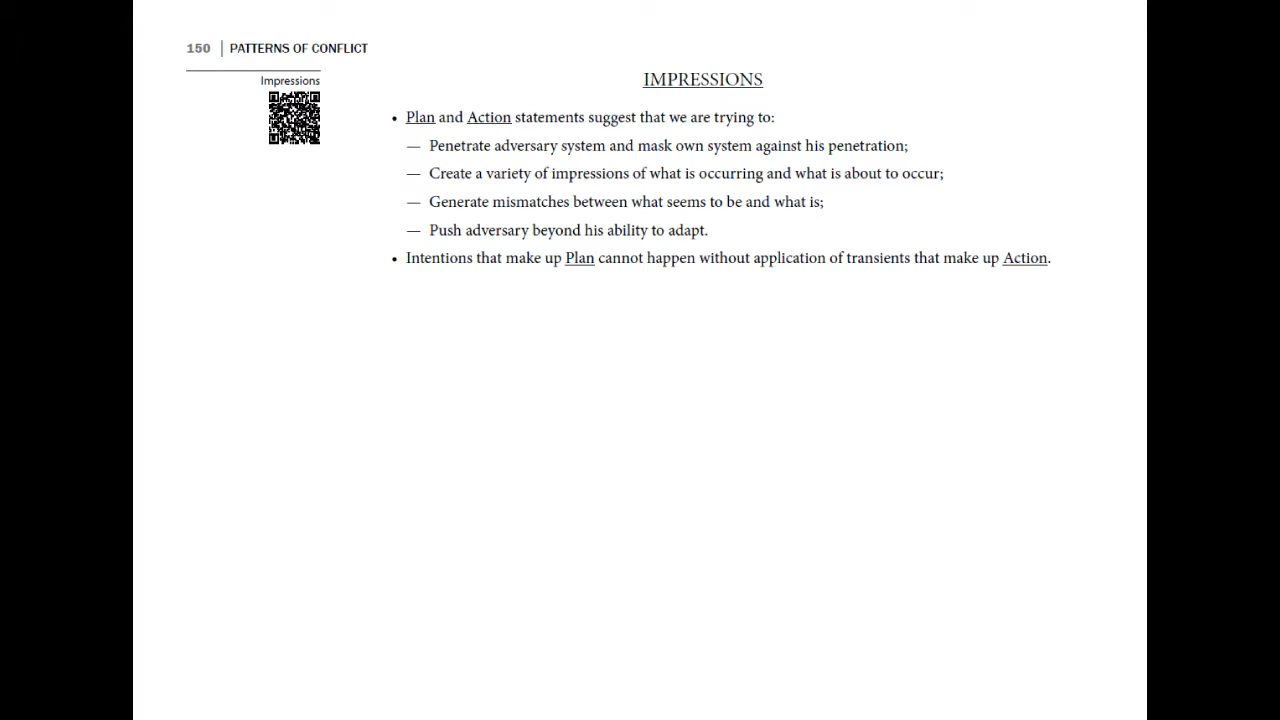 150 | PATTERNS OF CONFLICT
Impressions
IMPRESSIONS
• Plan and Action statements suggest that we are trying to:
— Penetrate adversary system and mask own system against his penetration;
— Create a variety of impressions of what is occurring and what is about to occur;
— Generate mismatches between what seems to be and what is;
— Push adversary beyond his ability to adapt.
• Intentions that make up Plan cannot happen without application of transients that make up Action.